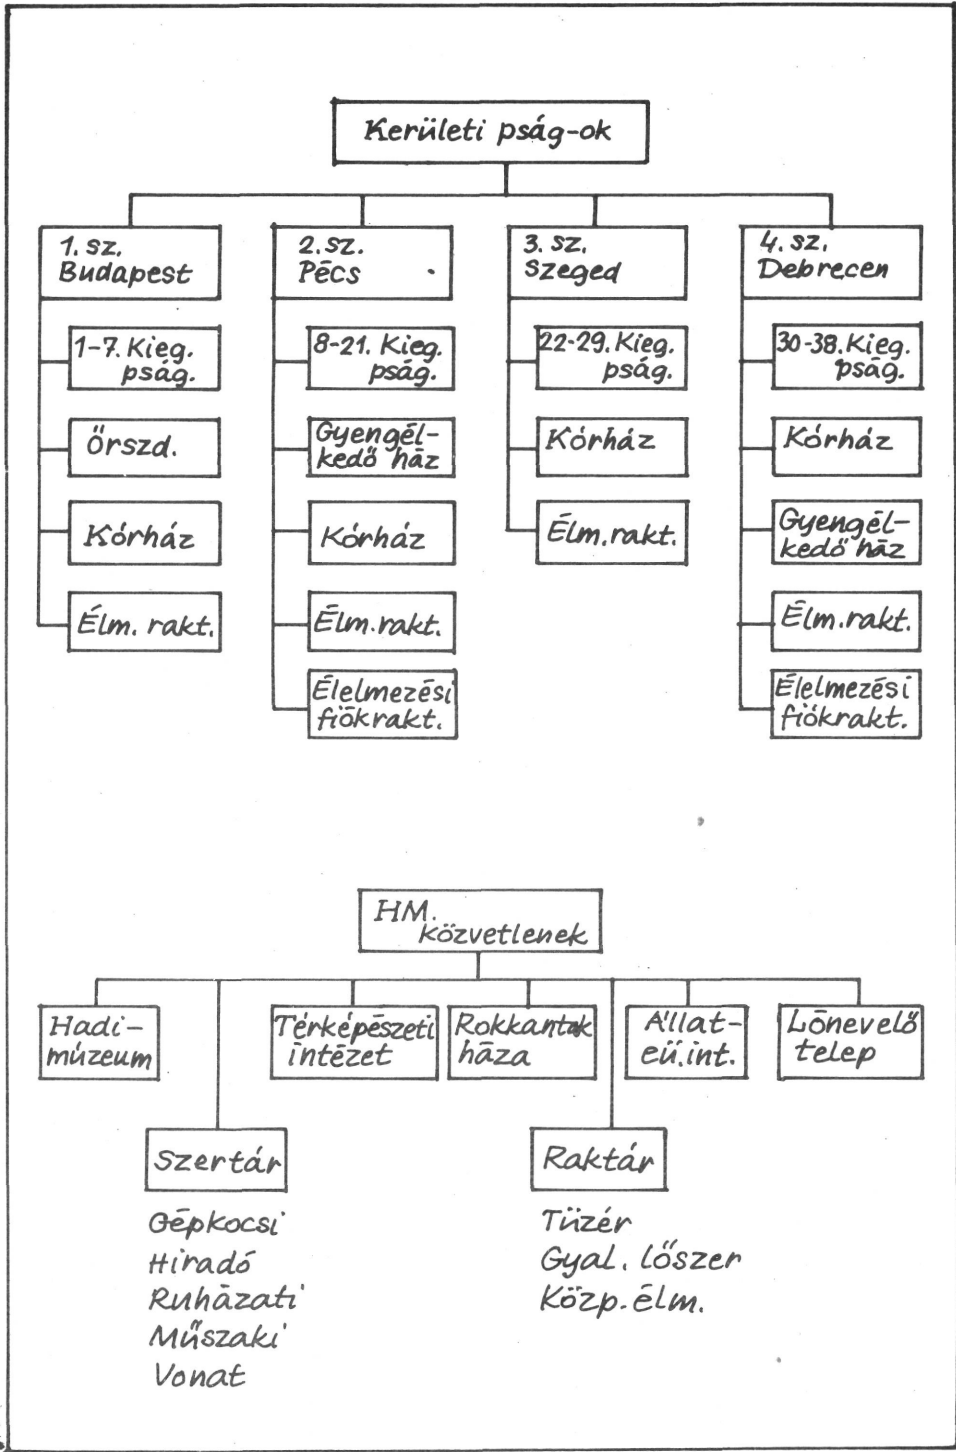 Kerületi pság-ok
1. sz.
Budapest
1-7. Kieg.
pság.
Őrszd.
Kórház
Élm. rakt.
2. sz.
Pécs
8-21. Kieg.
pság.
Gyengél-
kedő ház
Kórház
Élm. rakt.
Élelmezési
fiókrakt.
3. sz.
Szeged
22-29. Kieg.
pság.
Kórház
Élm. rakt.
4. sz.
Debrecen
30-38. Kieg.
pság.
Kórház
Gyengél-
kedő ház
Élm. rakt.
Élelmezési
fiókrakt.
HM.
közvetlenek
Hadi-
múzeum
Térképészeti
intézet
Rokkantak
háza
Állat-
eü. int.
Lónevelő
telep
Szertár
Gépkocsi
Hiradó
Ruházati
Műszaki
Vonat
Raktár
Tüzér
Gyal. lőszer
Közp. élm.